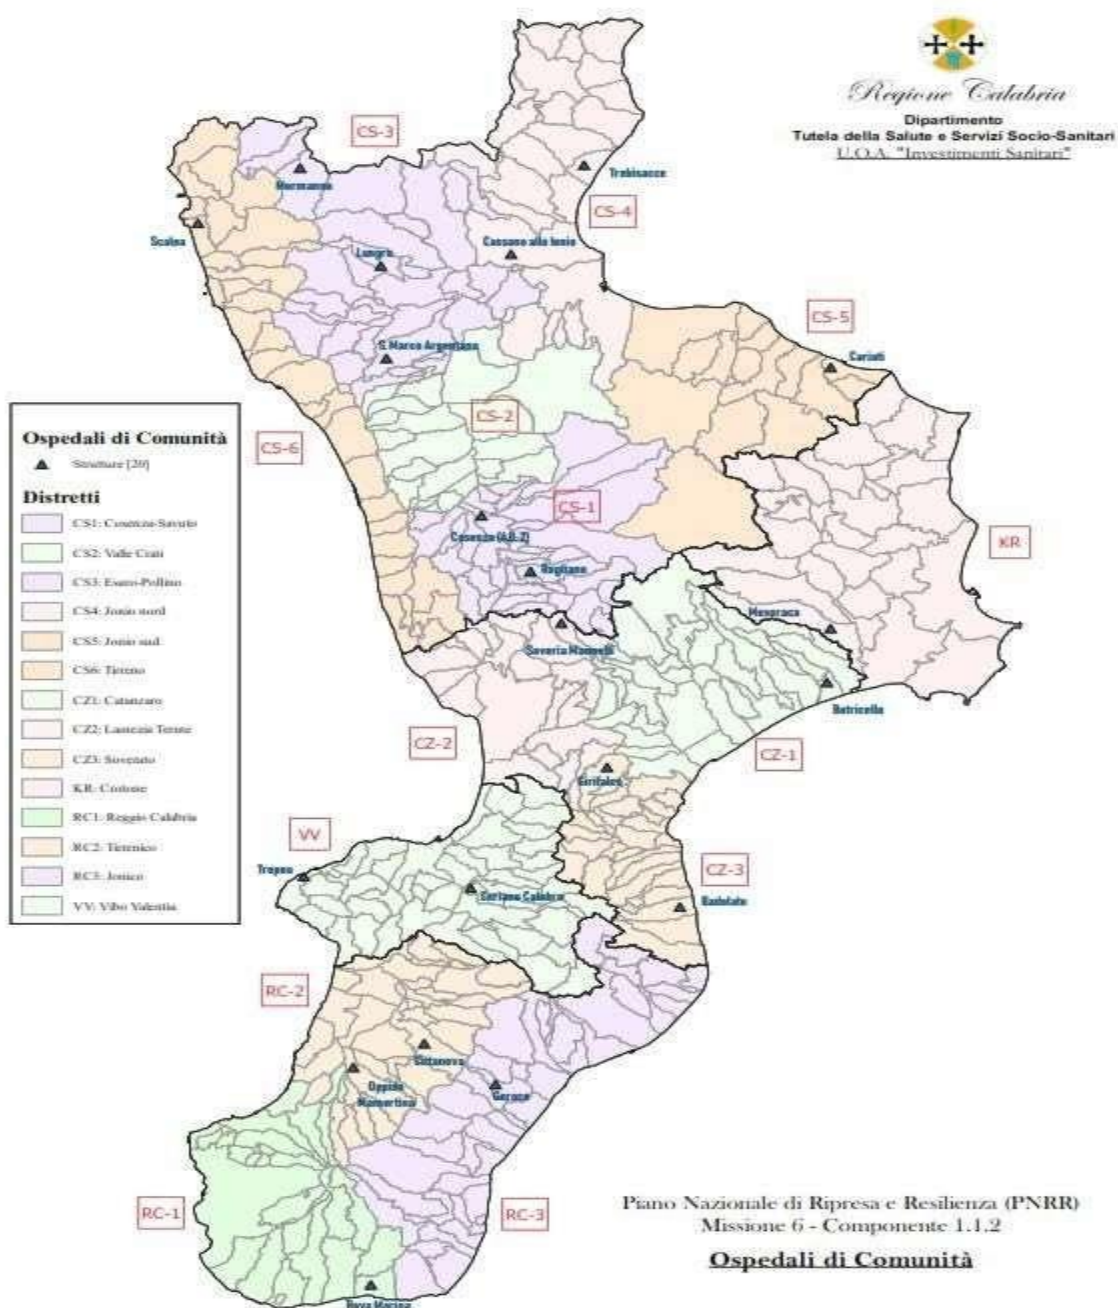 Regione Calabria
Dipartimento
Tutela della Salute e Servizi Socio-Sanitari
U.O.A. "Investimenti Sanitari"
CS-3
Mormanno
Trebisacce
CS-4
Scalea
Cassano allo Ionio
Lungro
CS-5
S. Marco Argentano
Cariati
CS-2
CS-6
CS-1
Cosenza (A.B.Z)
Rogliano
KR
Mesoraca
Soveria Mannelli
Botricello
CZ-2
CZ-1
Girifalco
VV
Tropea
CZ-3
Soriano Calabro
Badolato
RC-2
Cittanova
Oppido
Mamertina
Gerace
RC-1
RC-3
Bova Marina
Ospedali di Comunità
Strutture [20]
Distretti
CS1: Cosenza-Savuto
CS2: Valle Crati
CS3: Esaro-Pollino
CS4: Jonio nord
CS5: Jonio sud
CS6: Tirreno
CZ1: Catanzaro
CZ2: Lamezia Terme
CZ3: Soverato
KR: Crotone
RC1: Reggio Calabria
RC2: Tirrenico
RC3: Jonico
VV: Vibo Valentia
Piano Nazionale di Ripresa e Resilienza (PNRR)
Missione 6 - Componente 1.1.2
Ospedali di Comunità